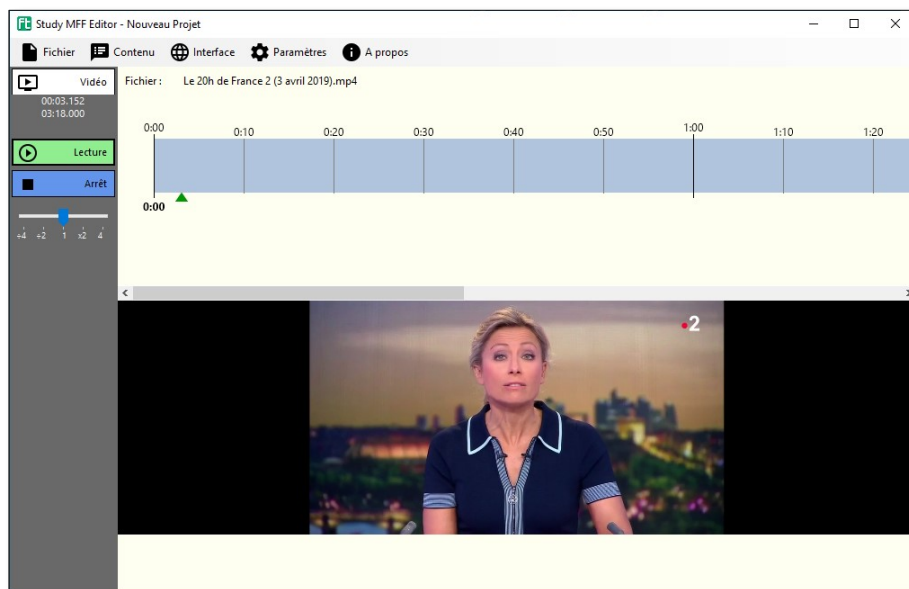 Study MFF Editor - Nouveau Projet
Fichier Contenu Interface Paramètres A propos
Vidéo
00:03.152
03:18.000
Fichier : Le 20h de France 2 (3 avril 2019).mp4
0:00 0:10 0:20 0:30 0:40 0:50 1:00 1:10 1:20
Lecture
Arrêt
0:00
÷4 ÷2 1 x2 4
2